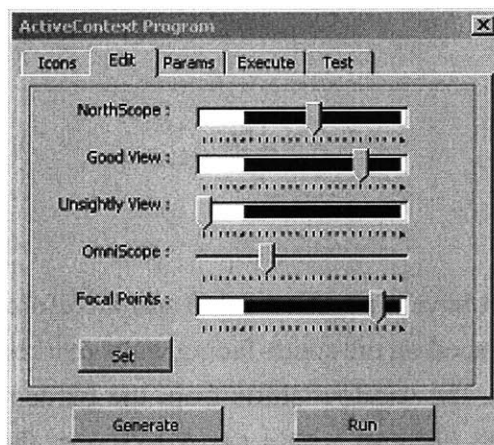 ActiveContext Program
Icons Edit Params Execute Test
NorthScope :
Good View :
Unsightly View :
OmniScope :
Focal Points :
Set
Generate Run